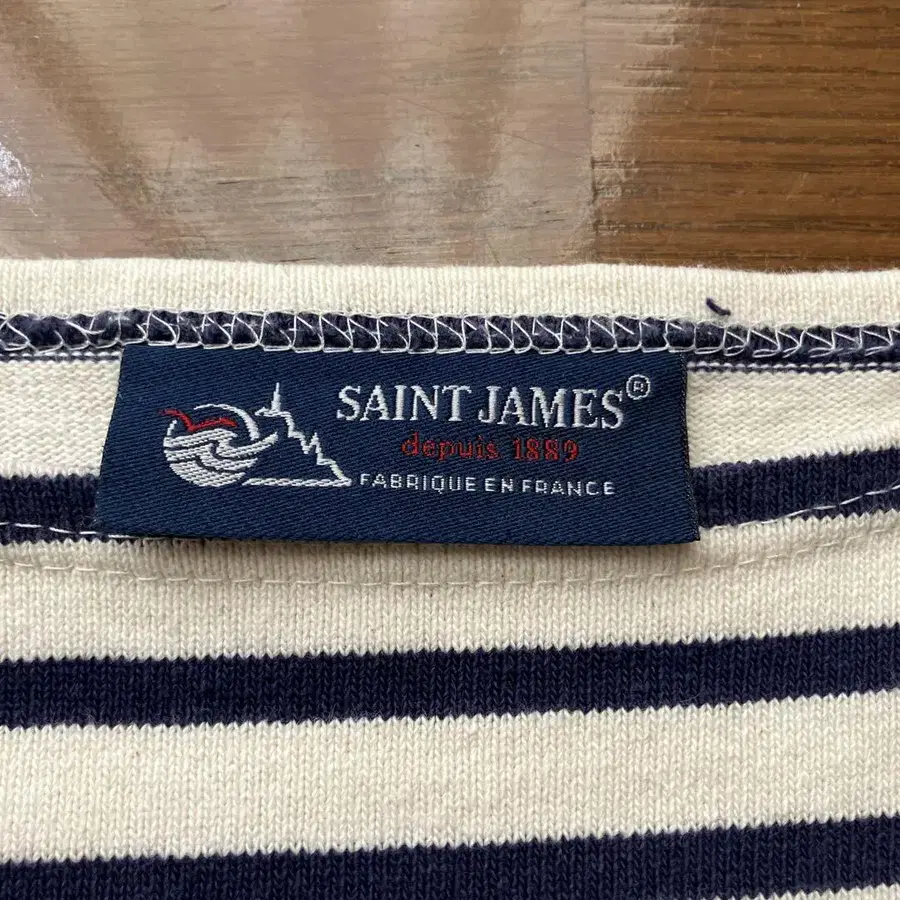 SAINT JAMES®
depuis 1889
FABRIQUE EN FRANCE